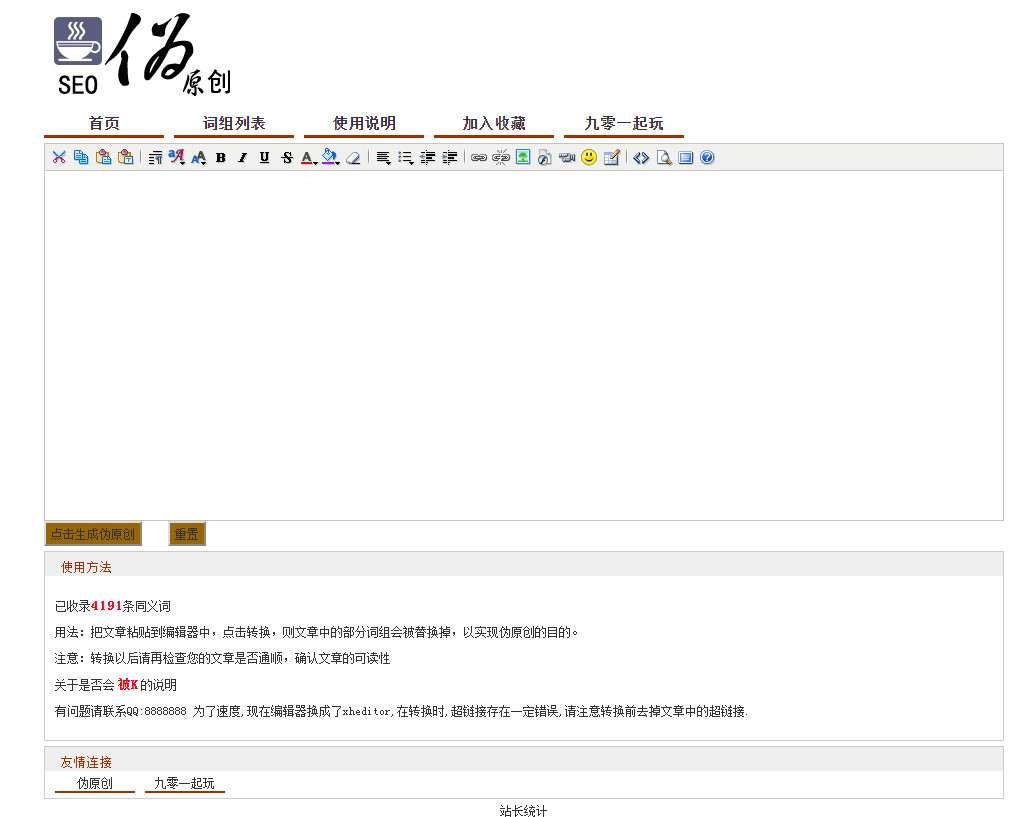 SEO 伪原创
首页 词组列表 使用说明 加入收藏 九零一起玩
点击生成伪原创 重置
使用方法
已收录4191条同义词
用法：把文章粘贴到编辑器中，点击转换，则文章中的部分词组会被替换掉，以实现伪原创的目的。
注意：转换以后请再检查您的文章是否通顺，确认文章的可读性
关于是否会 被K 的说明
有问题请联系QQ:8888888 为了速度,现在编辑器换成了xheditor,在转换时,超链接存在一定错误,请注意转换前去掉文章中的超链接.
友情连接
伪原创 九零一起玩
站长统计